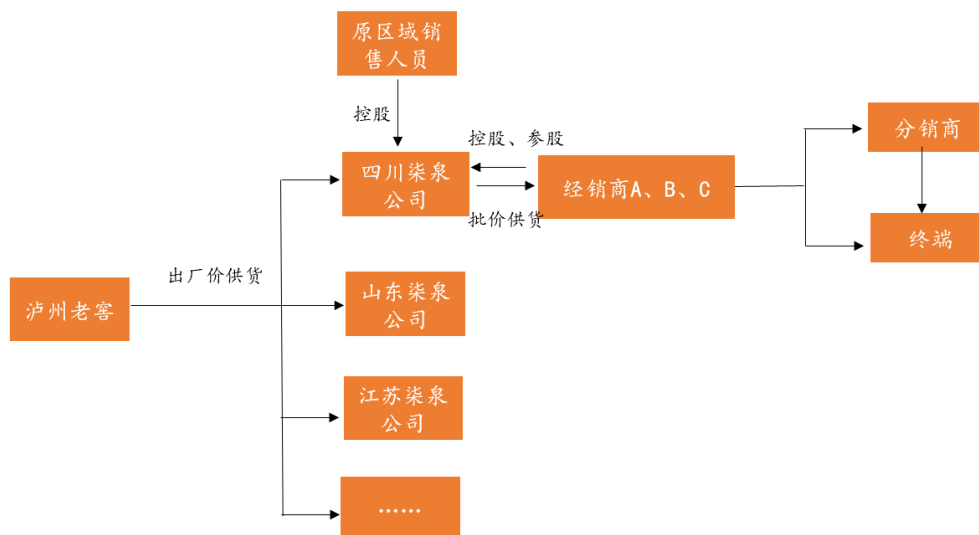 原区域销
售人员
控股
控股、参股
四川柒泉
公司
批价供货
经销商A、B、C
分销商
终端
出厂价供货
泸州老窖
山东柒泉
公司
江苏柒泉
公司
……